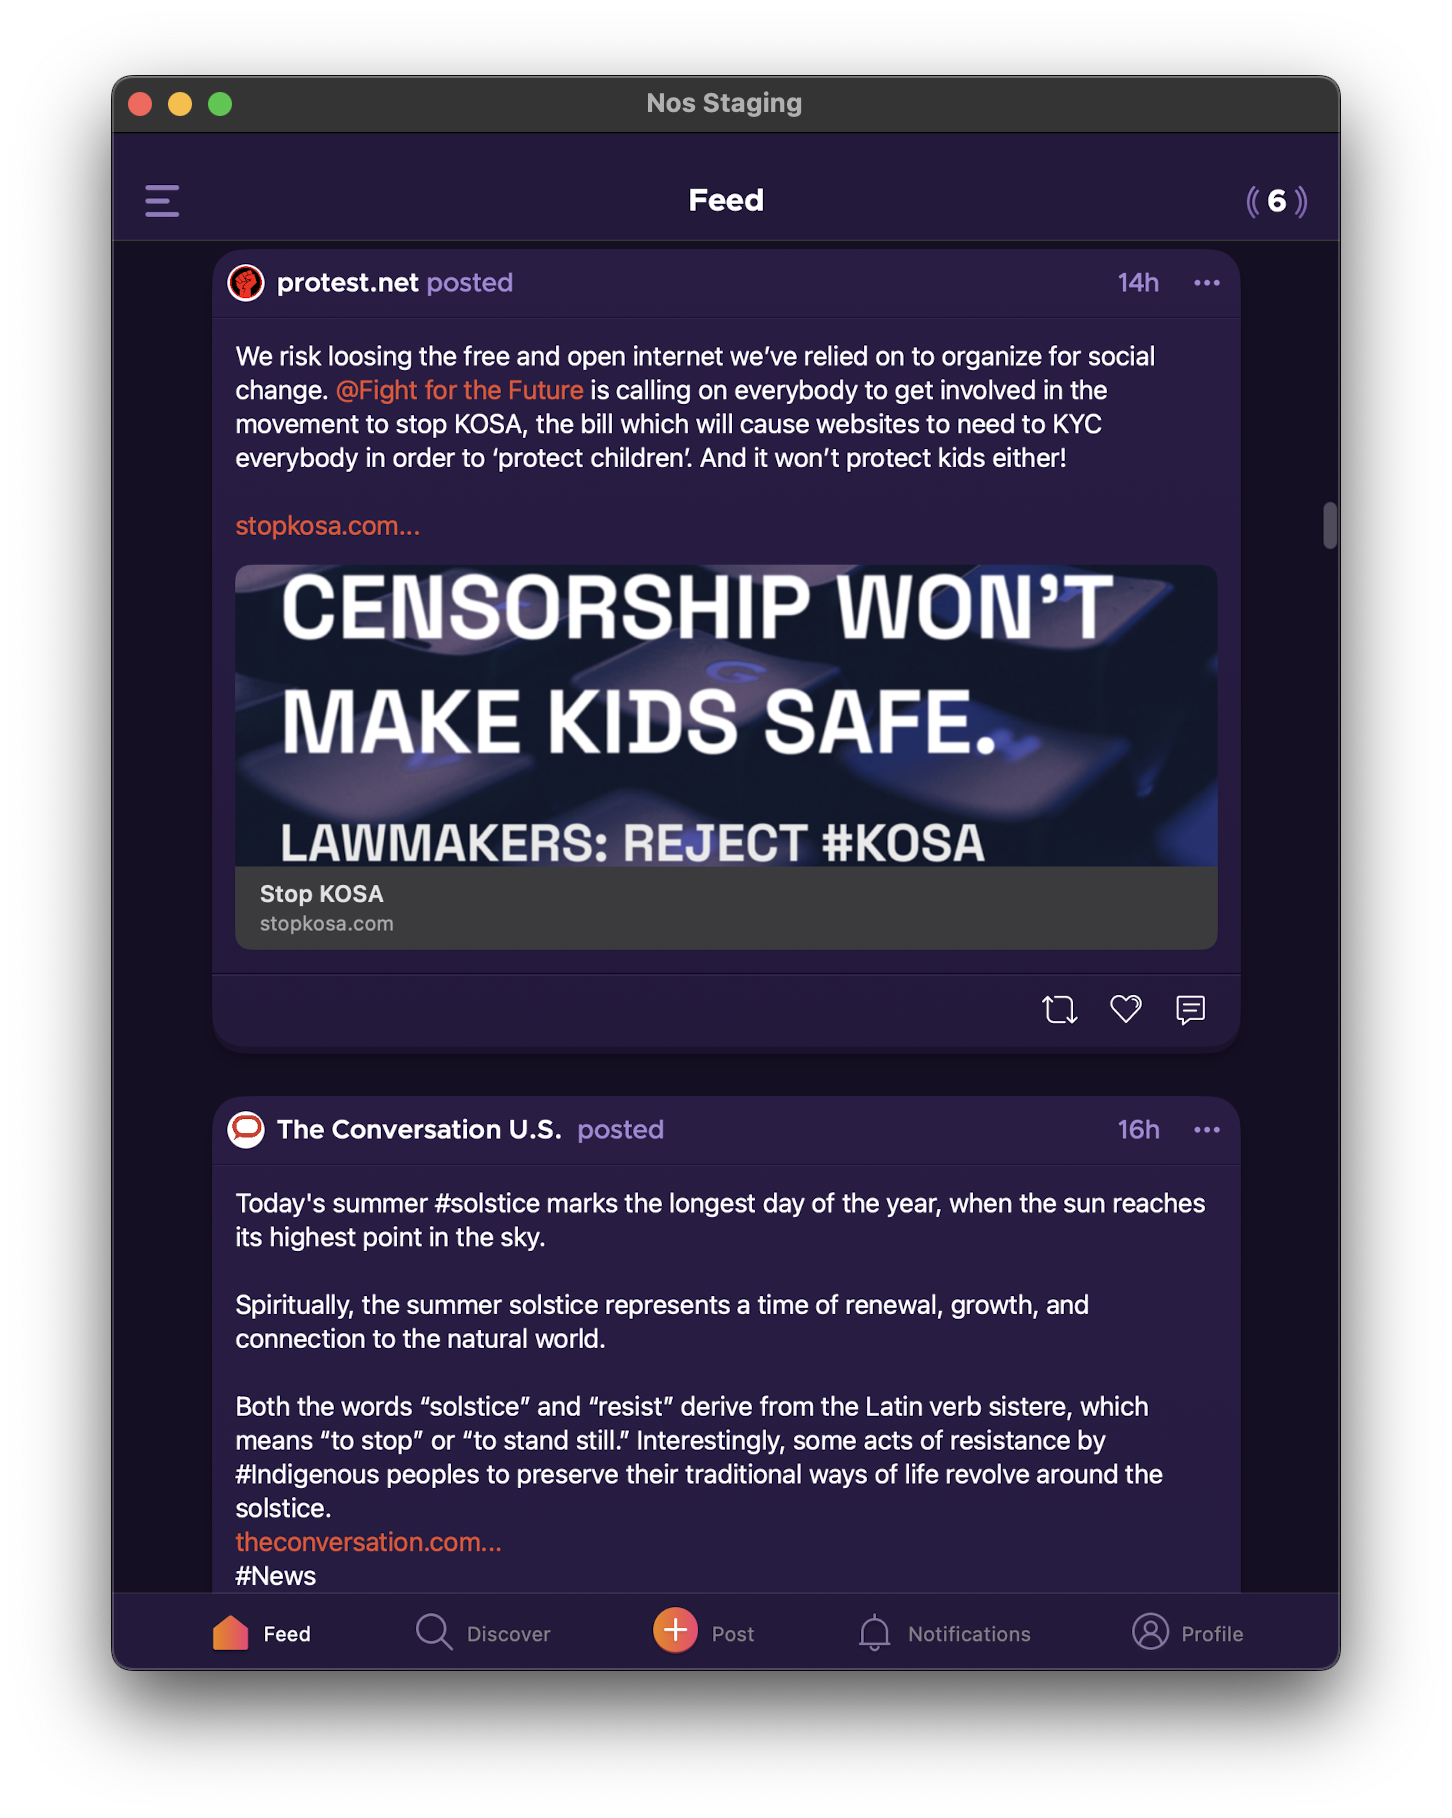 Nos Staging
Feed
6
protest.net posted
14h
We risk loosing the free and open internet we’ve relied on to organize for social
change. @Fight for the Future is calling on everybody to get involved in the
movement to stop KOSA, the bill which will cause websites to need to KYC
everybody in order to ‘protect children’. And it won’t protect kids either!
stopkosa.com...
CENSORSHIP WON’T
MAKE KIDS SAFE.
LAWMAKERS: REJECT #KOSA
Stop KOSA
stopkosa.com
The Conversation U.S. posted
16h
Today's summer #solstice marks the longest day of the year, when the sun reaches
its highest point in the sky.
Spiritually, the summer solstice represents a time of renewal, growth, and
connection to the natural world.
Both the words “solstice” and “resist” derive from the Latin verb sistere, which
means “to stop” or “to stand still.” Interestingly, some acts of resistance by
#Indigenous peoples to preserve their traditional ways of life revolve around the
solstice.
theconversation.com...
#News
Feed
Discover
Post
Notifications
Profile